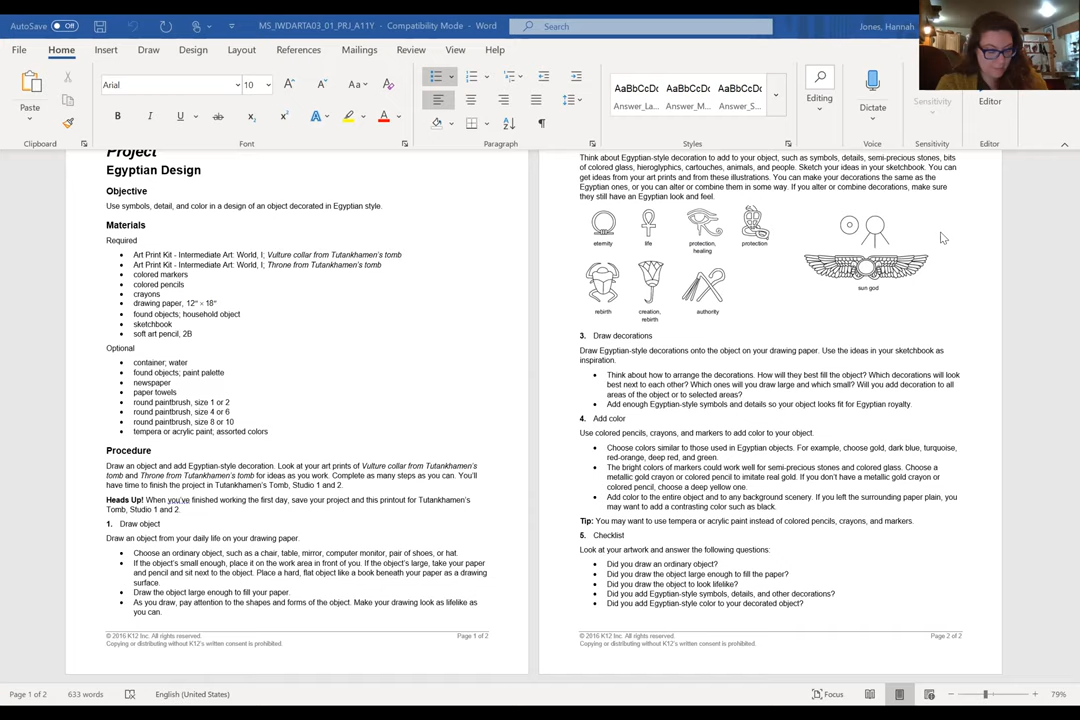 AutoSave Off MS_IWDARTA03_01_PRJ_A11Y - Compatibility Mode - Word Search Jones, Hannah
File Home Insert Draw Design Layout References Mailings Review View Help
Arial 10
Paste
AaBbCcDc AaBbCcDc AaBbCcDc
Answer_La... Answer_M... Answer_S...
Editing Dictate Sensitivity Editor
Clipboard Font Paragraph Styles Voice Sensitivity Editor
Project
Egyptian Design
Objective
Use symbols, detail, and color in a design of an object decorated in Egyptian style.
Materials
Required
• Art Print Kit - Intermediate Art: World, I; Vulture collar from Tutankhamen's tomb
• Art Print Kit - Intermediate Art: World, I; Throne from Tutankhamen's tomb
• colored markers
• colored pencils
• crayons
• drawing paper, 12" × 18"
• found objects; household object
• sketchbook
• soft art pencil, 2B
Optional
• container; water
• found objects; paint palette
• newspaper
• paper towels
• round paintbrush, size 1 or 2
• round paintbrush, size 4 or 6
• round paintbrush, size 8 or 10
• tempera or acrylic paint; assorted colors
Procedure
Draw an object and add Egyptian-style decoration. Look at your art prints of Vulture collar from Tutankhamen's
tomb and Throne from Tutankhamen's tomb for ideas as you work. Complete as many steps as you can. You'll
have time to finish the project in Tutankhamen's Tomb, Studio 1 and 2.
Heads Up! When you've finished working the first day, save your project and this printout for Tutankhamen's
Tomb, Studio 1 and 2.
1. Draw object
Draw an object from your daily life on your drawing paper.
• Choose an ordinary object, such as a chair, table, mirror, computer monitor, pair of shoes, or hat.
• If the object's small enough, place it on the work area in front of you. If the object's large, take your paper
and pencil and sit next to the object. Place a hard, flat object like a book beneath your paper as a drawing
surface.
• Draw the object large enough to fill your paper.
• As you draw, pay attention to the shapes and forms of the object. Make your drawing look as lifelike as
you can.
© 2016 K12 Inc. All rights reserved. Page 1 of 2
Copying or distributing without K12's written consent is prohibited.
Think about Egyptian-style decoration to add to your object, such as symbols, details, semi-precious stones, bits
of colored glass, hieroglyphics, cartouches, animals, and people. Sketch your ideas in your sketchbook. You can
get ideas from your art prints and from these illustrations. You can make your decorations the same as the
Egyptian ones, or you can alter or combine them in some way. If you alter or combine decorations, make sure
they still have an Egyptian look and feel.
eternity life protection, healing protection
sun god
rebirth creation, rebirth authority
3. Draw decorations
Draw Egyptian-style decorations onto the object on your drawing paper. Use the ideas in your sketchbook as
inspiration.
• Think about how to arrange the decorations. How will they best fill the object? Which decorations will look
best next to each other? Which ones will you draw large and which small? Will you add decoration to all
areas of the object or to selected areas?
• Add enough Egyptian-style symbols and details so your object looks fit for Egyptian royalty.
4. Add color
Use colored pencils, crayons, and markers to add color to your object.
• Choose colors similar to those used in Egyptian objects. For example, choose gold, dark blue, turquoise,
red-orange, deep red, and green.
• The bright colors of markers could work well for semi-precious stones and colored glass. Choose a
metallic gold crayon or colored pencil to imitate real gold. If you don't have a metallic gold crayon or
colored pencil, choose a deep yellow one.
• Add color to the entire object and to any background scenery. If you left the surrounding paper plain, you
may want to add a contrasting color such as black.
Tip: You may want to use tempera or acrylic paint instead of colored pencils, crayons, and markers.
5. Checklist
Look at your artwork and answer the following questions:
• Did you draw an ordinary object?
• Did you draw the object large enough to fill the paper?
• Did you draw the object to look lifelike?
• Did you add Egyptian-style symbols, details, and other decorations?
• Did you add Egyptian-style color to your decorated object?
© 2016 K12 Inc. All rights reserved. Page 2 of 2
Copying or distributing without K12's written consent is prohibited.
Page 1 of 2 633 words English (United States) Focus 79%